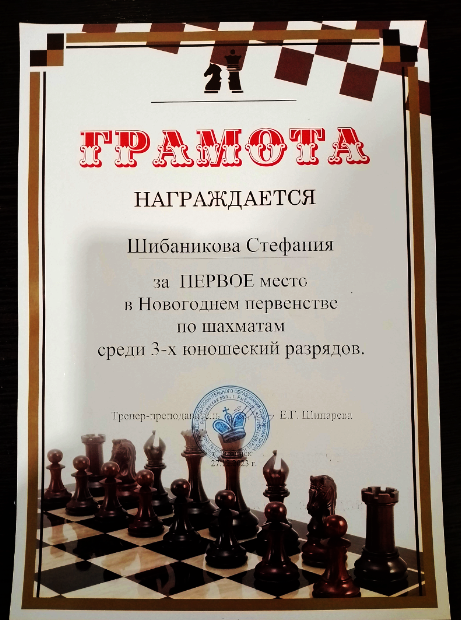 ГРАМОТА
НАГРАЖДАЕТСЯ
Шибаникова Стефания
за ПЕРВОЕ место
в Новогоднем первенстве
по шахматам
среди 3-х юношеский разрядов.
Е.Г.